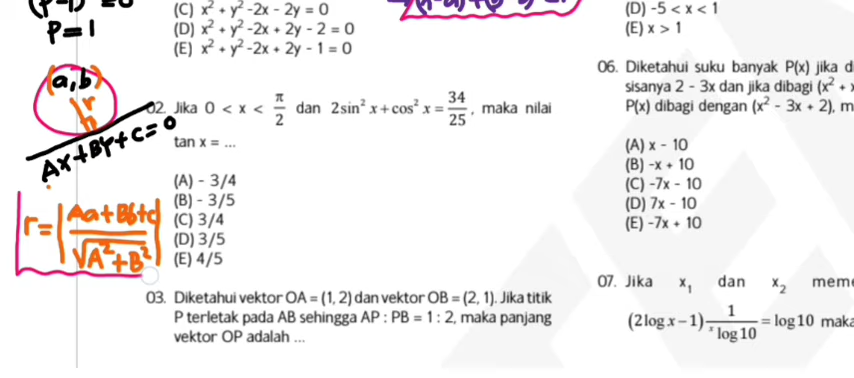 P=1
(a,b)
r
Ax+By+C=0
r=|Aa+Bb+c/√A²+B²|
(C) x² + y² -2x - 2y = 0
(D) x² + y² -2x + 2y - 2 = 0
(E) x² + y² -2x + 2y - 1 = 0
02. Jika 0 < x < π/2 dan 2sin² x + cos² x = 34/25, maka nilai
tan x = ...
(A) - 3/4
(B) - 3/5
(C) 3/4
(D) 3/5
(E) 4/5
03. Diketahui vektor OA = (1, 2) dan vektor OB = (2, 1). Jika titik
P terletak pada AB sehingga AP : PB = 1 : 2, maka panjang
vektor OP adalah ...
(D) -5 < x < 1
(E) x > 1
06. Diketahui suku banyak P(x) jika d
sisanya 2 - 3x dan jika dibagi (x² +
P(x) dibagi dengan (x² - 3x + 2), m
(A) x - 10
(B) -x + 10
(C) -7x - 10
(D) 7x - 10
(E) -7x + 10
07. Jika x₁ dan x₂ mem
(2log x - 1) 1/ˣlog 10 = log10 maka